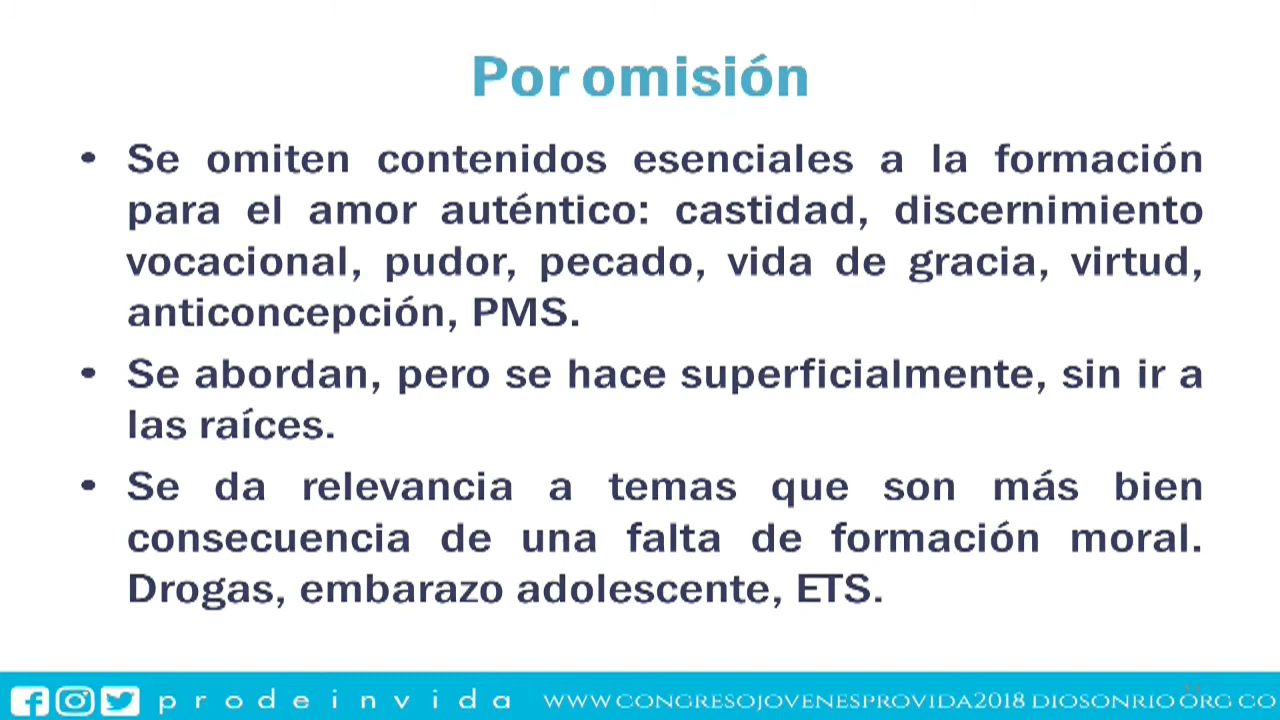 Por omisión
• Se omiten contenidos esenciales a la formación
para el amor auténtico: castidad, discernimiento
vocacional, pudor, pecado, vida de gracia, virtud,
anticoncepción, PMS.
• Se abordan, pero se hace superficialmente, sin ir a
las raíces.
• Se da relevancia a temas que son más bien
consecuencia de una falta de formación moral.
Drogas, embarazo adolescente, ETS.
prodeinvida WWW.CONGRESOJOVENESPROVIDA2018 DIOSONRIO ORG CO